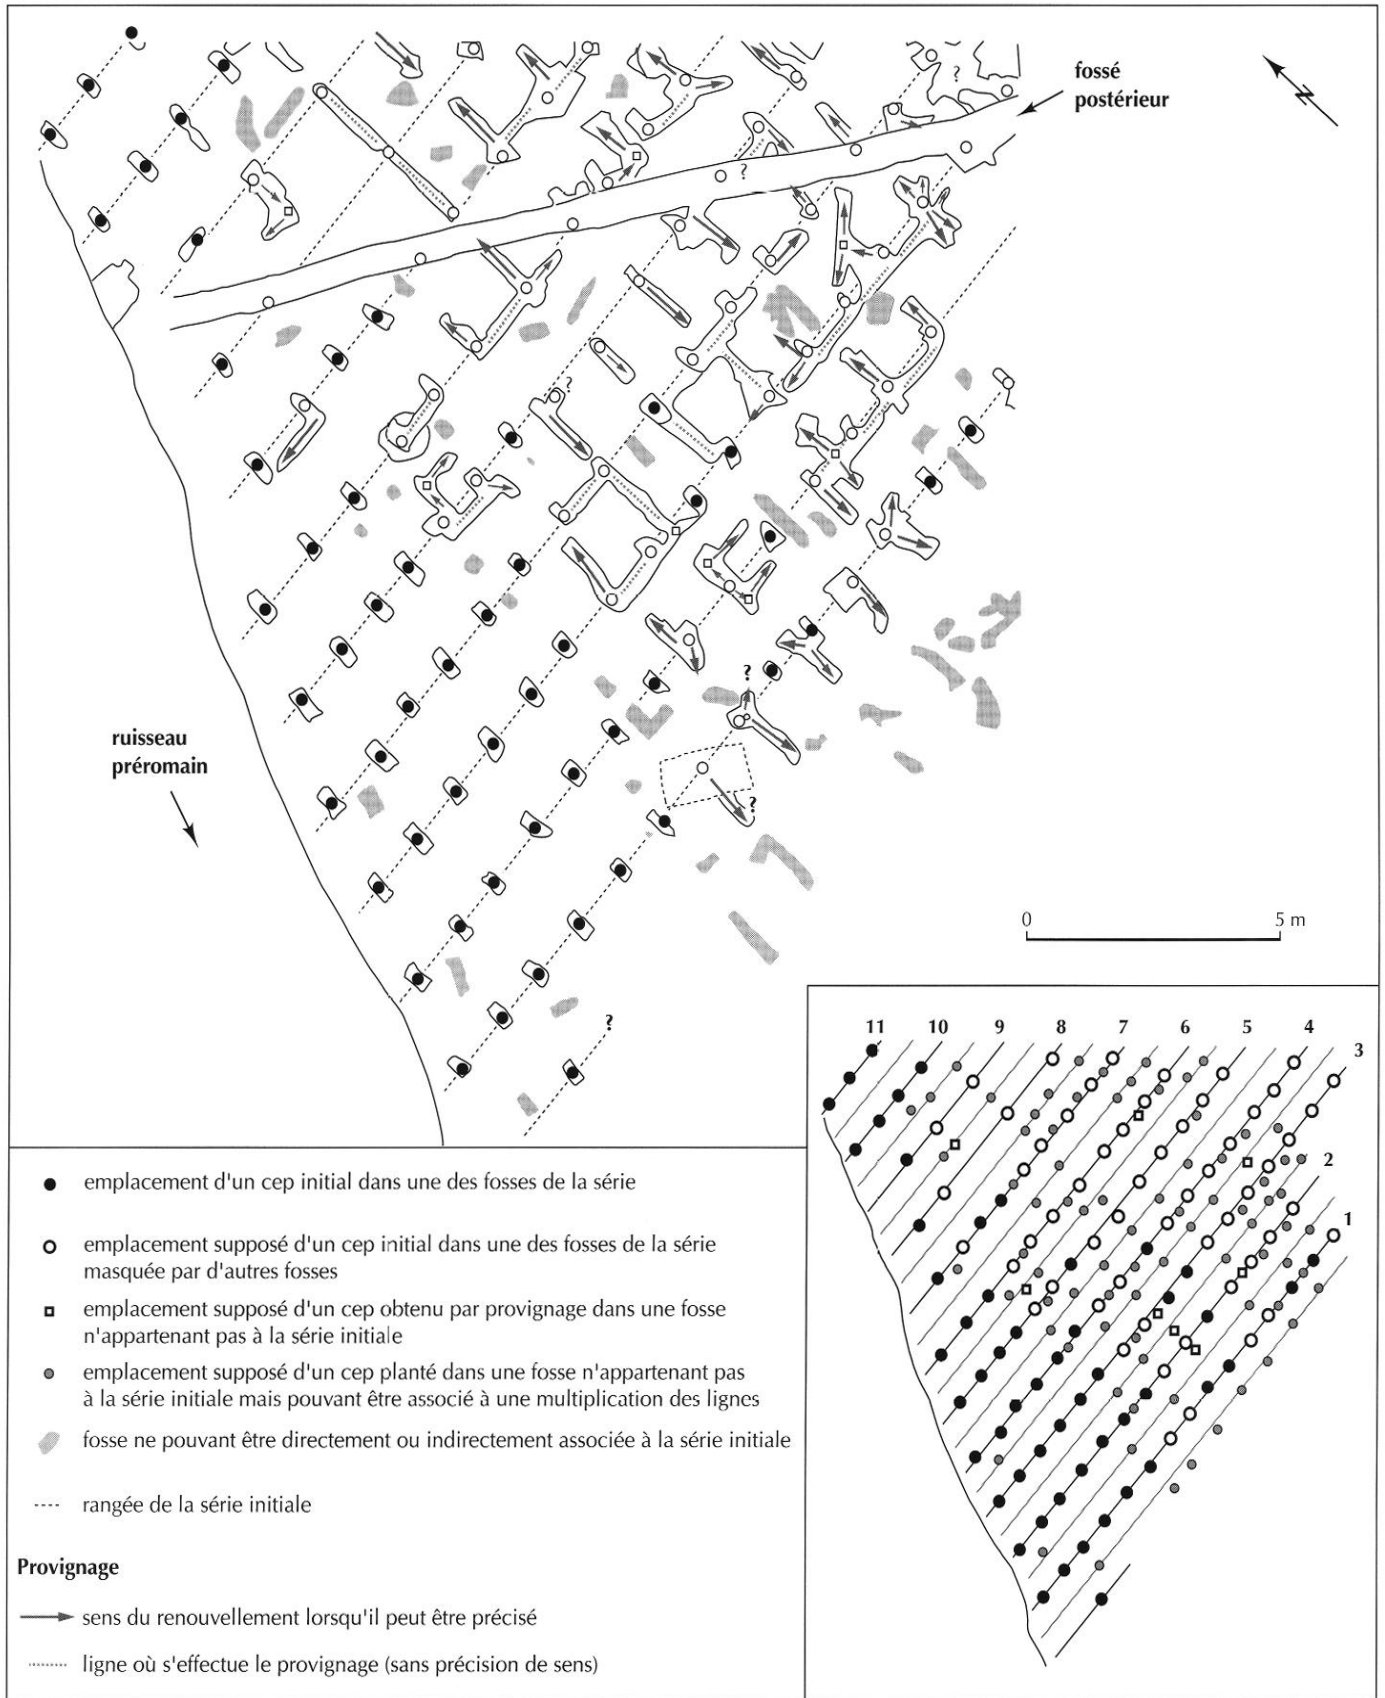 fossé
postérieur
N
?
?
?
ruisseau
préromain
?
?
0 5 m
?
11 10 9 8 7 6 5 4 3
2
1
emplacement d'un cep initial dans une des fosses de la série
emplacement supposé d'un cep initial dans une des fosses de la série
masquée par d'autres fosses
emplacement supposé d'un cep obtenu par provignage dans une fosse
n'appartenant pas à la série initiale
emplacement supposé d'un cep planté dans une fosse n'appartenant pas
à la série initiale mais pouvant être associé à une multiplication des lignes
fosse ne pouvant être directement ou indirectement associée à la série initiale
rangée de la série initiale
Provignage
sens du renouvellement lorsqu'il peut être précisé
ligne où s'effectue le provignage (sans précision de sens)